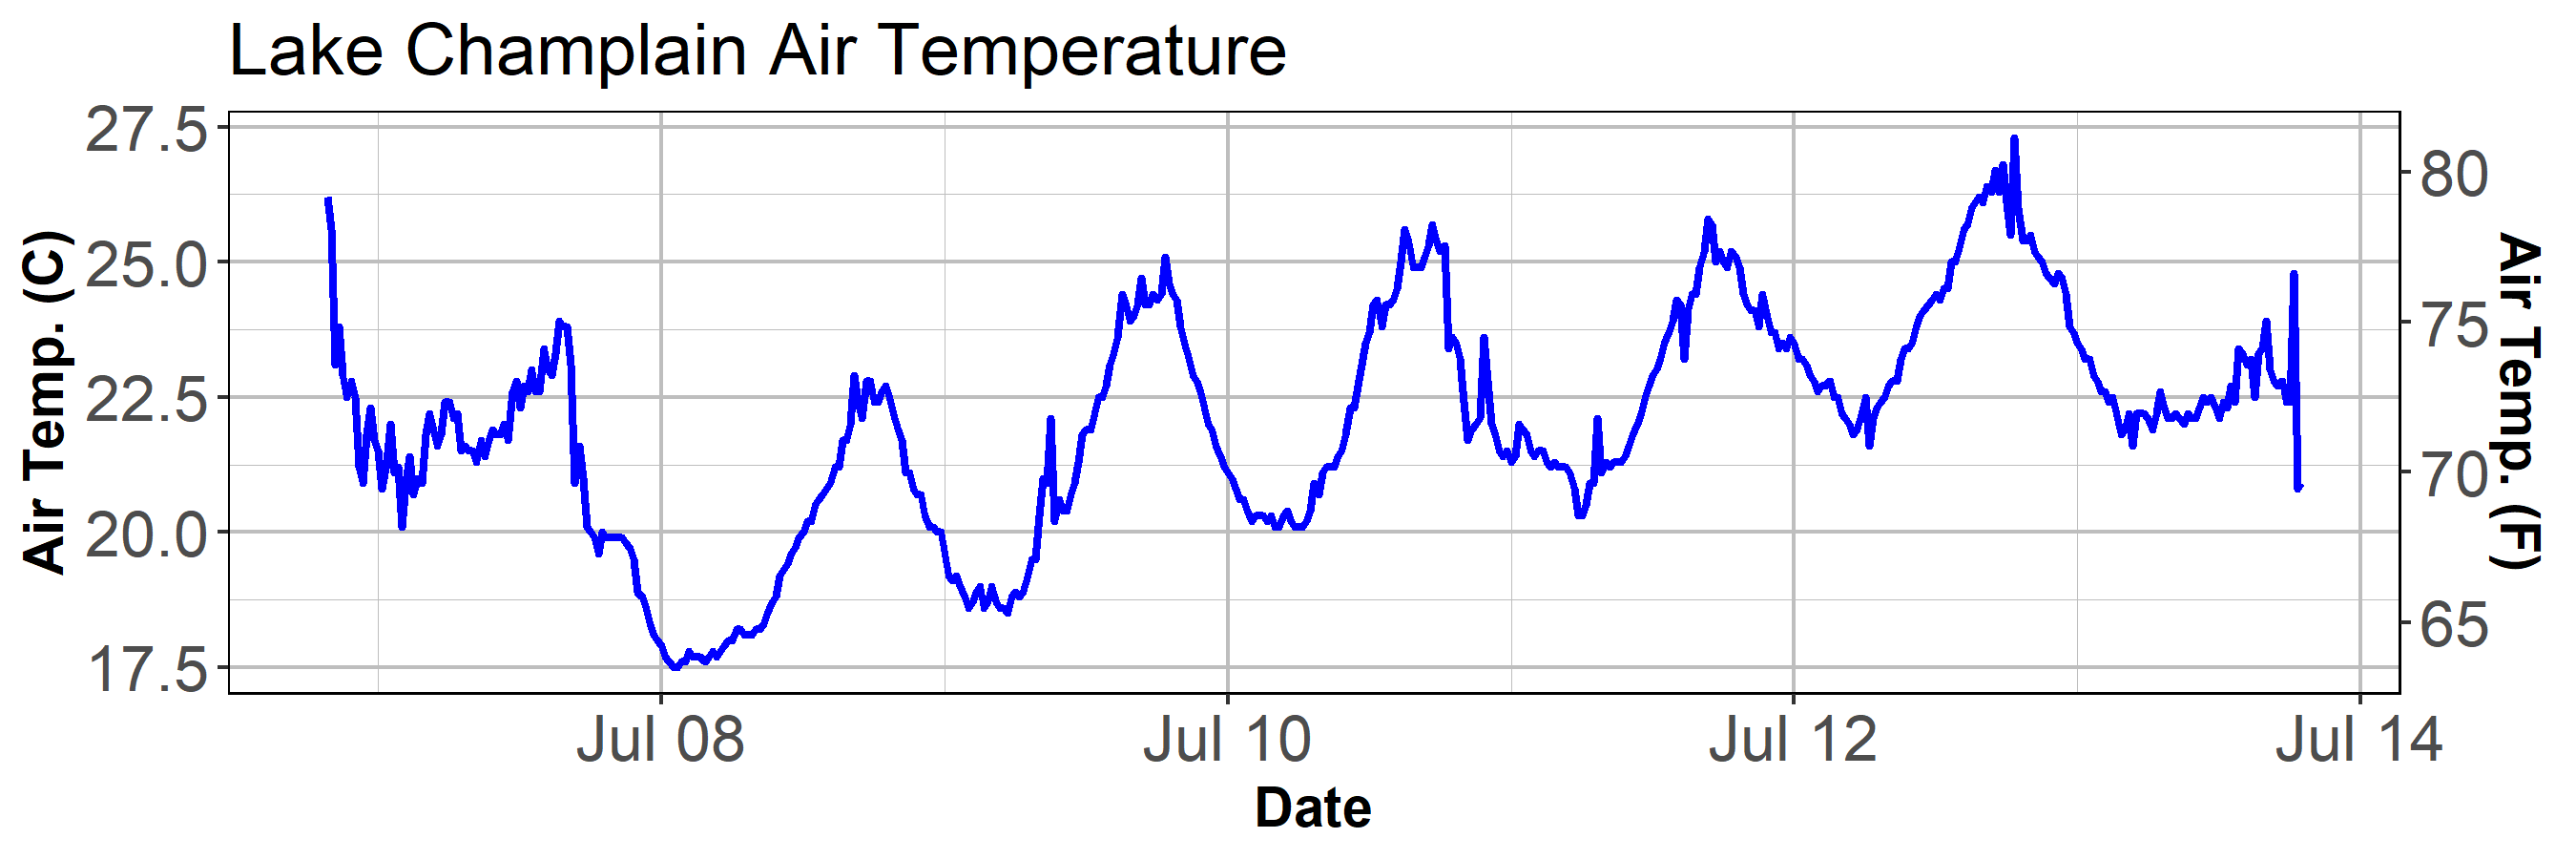 Lake Champlain Air Temperature
Air Temp. (C)
27.5
25.0
22.5
20.0
17.5
80
75
70
65
Air Temp. (F)
Jul 08
Jul 10
Jul 12
Jul 14
Date